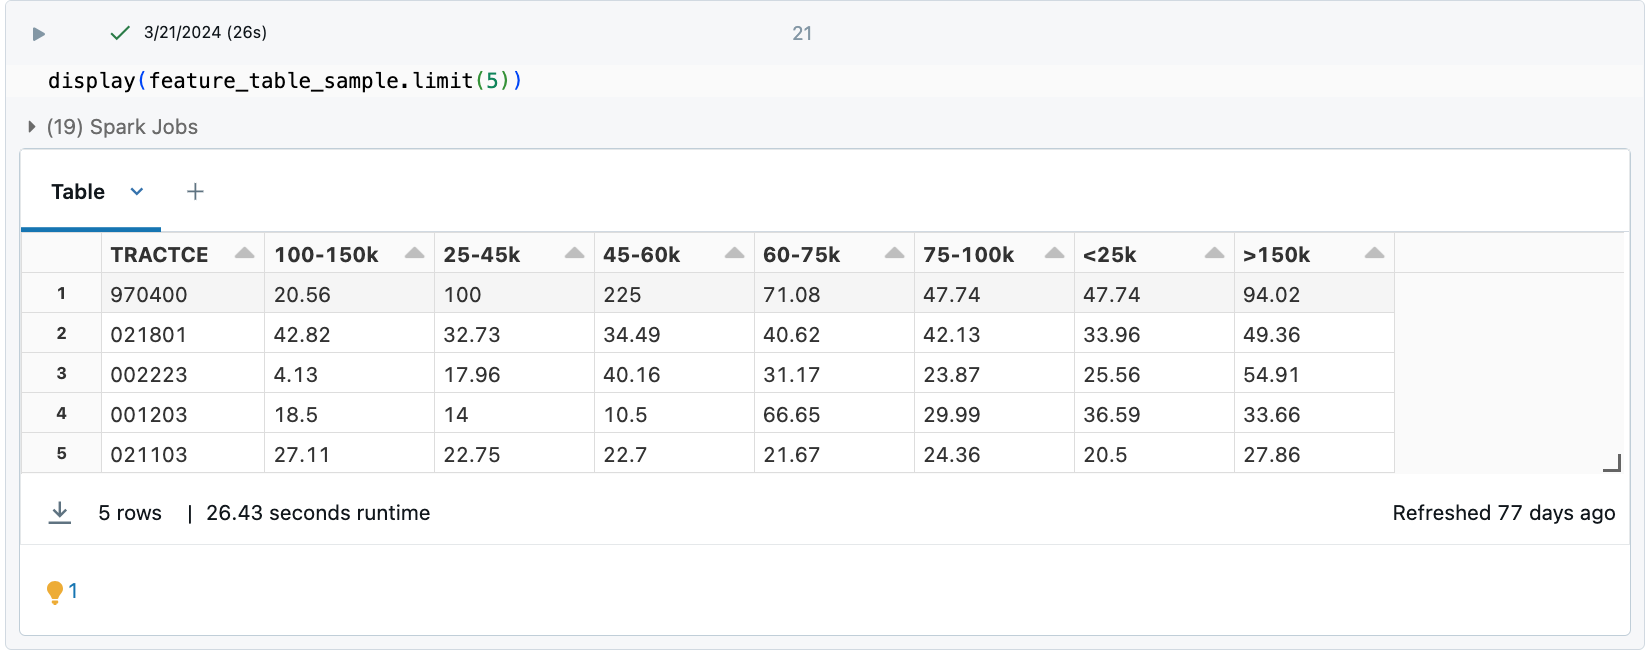 3/21/2024 (26s) 21
display(feature_table_sample.limit(5))
(19) Spark Jobs
Table
TRACTCE 100-150k 25-45k 45-60k 60-75k 75-100k <25k >150k
1 970400 20.56 100 225 71.08 47.74 47.74 94.02
2 021801 42.82 32.73 34.49 40.62 42.13 33.96 49.36
3 002223 4.13 17.96 40.16 31.17 23.87 25.56 54.91
4 001203 18.5 14 10.5 66.65 29.99 36.59 33.66
5 021103 27.11 22.75 22.7 21.67 24.36 20.5 27.86
5 rows | 26.43 seconds runtime Refreshed 77 days ago
1